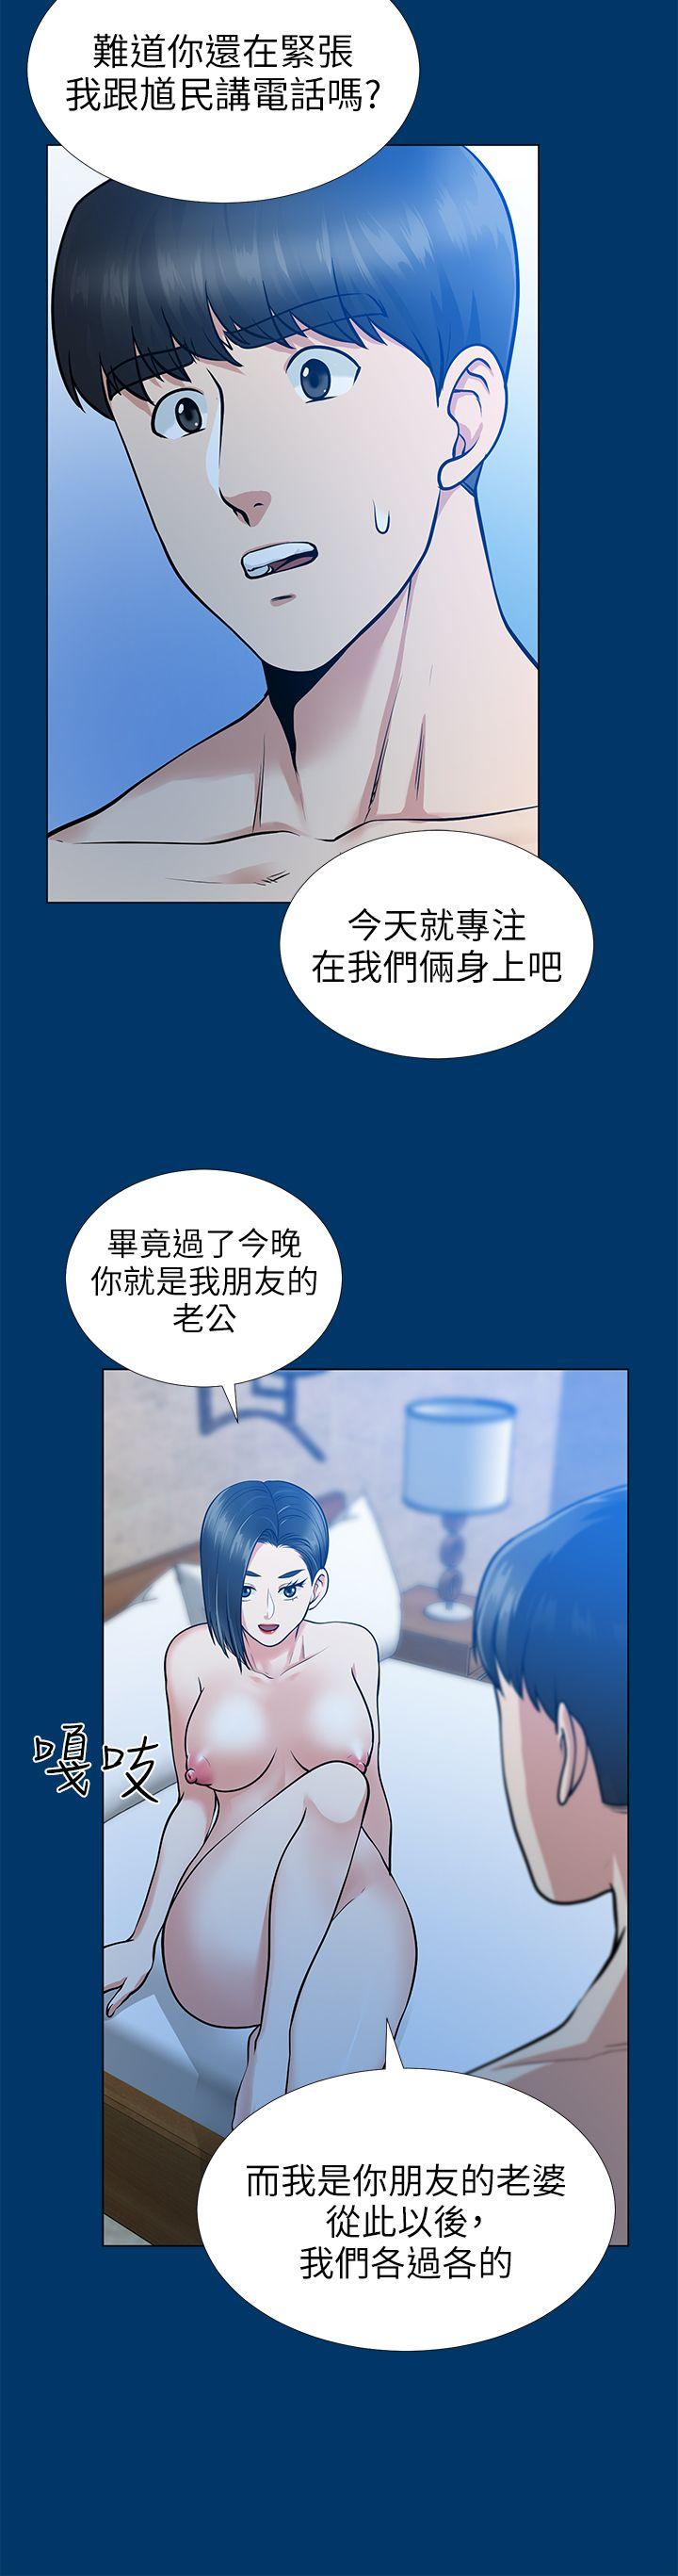 難道你還在緊張
我跟馗民講電話嗎?
今天就專注
在我們倆身上吧
畢竟過了今晚
你就是我朋友的
老公
嘎吱
而我是你朋友的老婆
從此以後,
我們各過各的